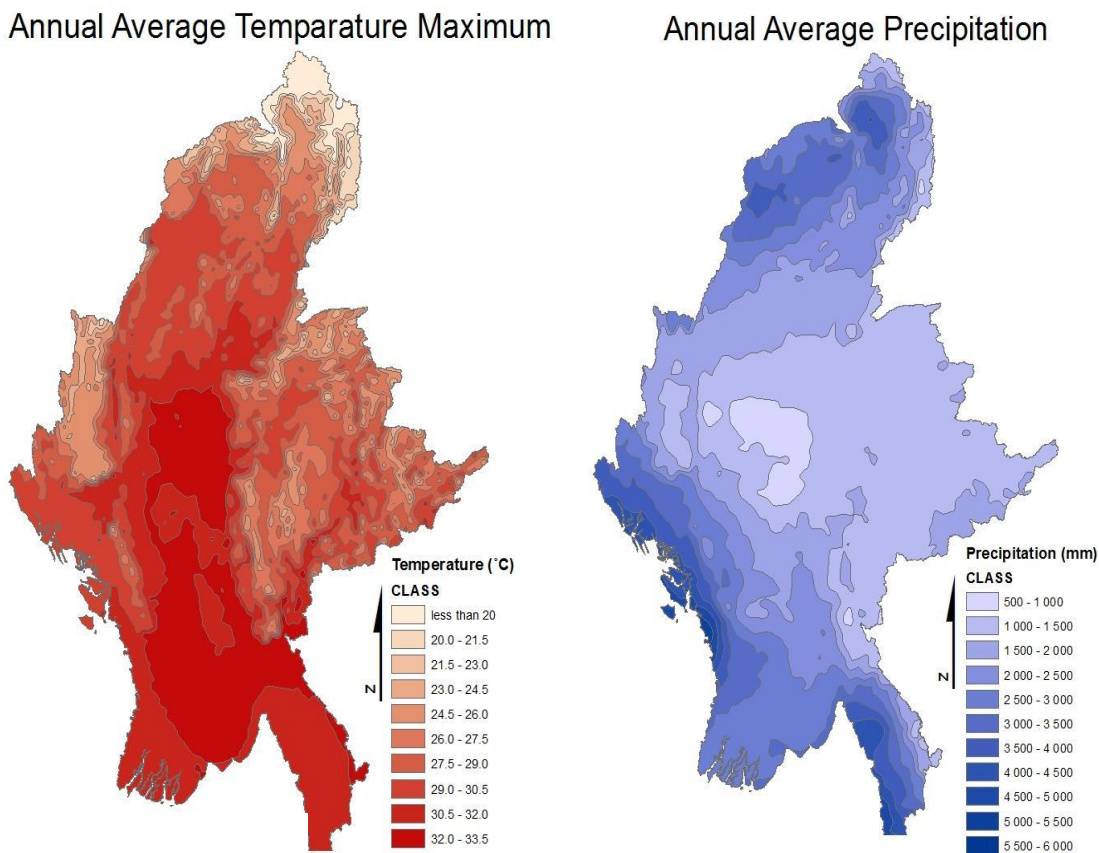 Annual Average Temparature Maximum
Annual Average Precipitation
Temperature (˚C)
CLASS
less than 20
20.0 - 21.5
21.5 - 23.0
23.0 - 24.5
24.5 - 26.0
26.0 - 27.5
27.5 - 29.0
29.0 - 30.5
30.5 - 32.0
32.0 - 33.5
N
Precipitation (mm)
CLASS
500 - 1 000
1 000 - 1 500
1 500 - 2 000
2 000 - 2 500
2 500 - 3 000
3 000 - 3 500
3 500 - 4 000
4 000 - 4 500
4 500 - 5 000
5 000 - 5 500
5 500 - 6 000
N